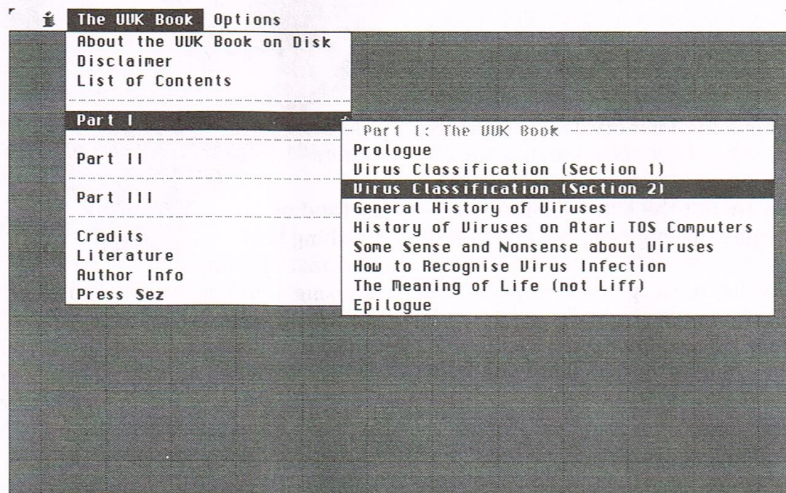 The UVK Book Options
About the UVK Book on Disk
Disclaimer
List of Contents
Part I
Part II
Part III
Credits
Literature
Author Info
Press Sez
Part I: The UVK Book
Prologue
Virus Classification (Section 1)
Virus Classification (Section 2)
General History of Viruses
History of Viruses on Atari TOS Computers
Some Sense and Nonsense about Viruses
How to Recognise Virus Infection
The Meaning of Life (not Liff)
Epilogue